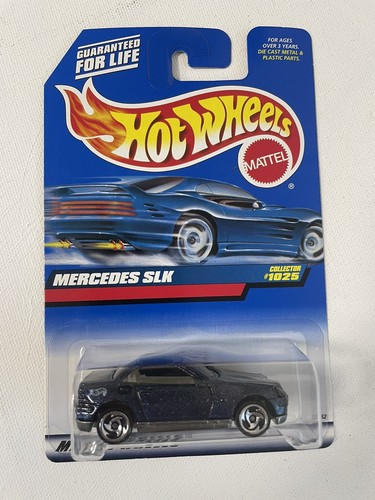 GUARANTEED
FOR LIFE
FOR AGES
OVER 3 YEARS.
DIE CAST METAL &
PLASTIC PARTS.
HOT WHEELS
MATTEL
®
MERCEDES SLK
COLLECTOR
#1025